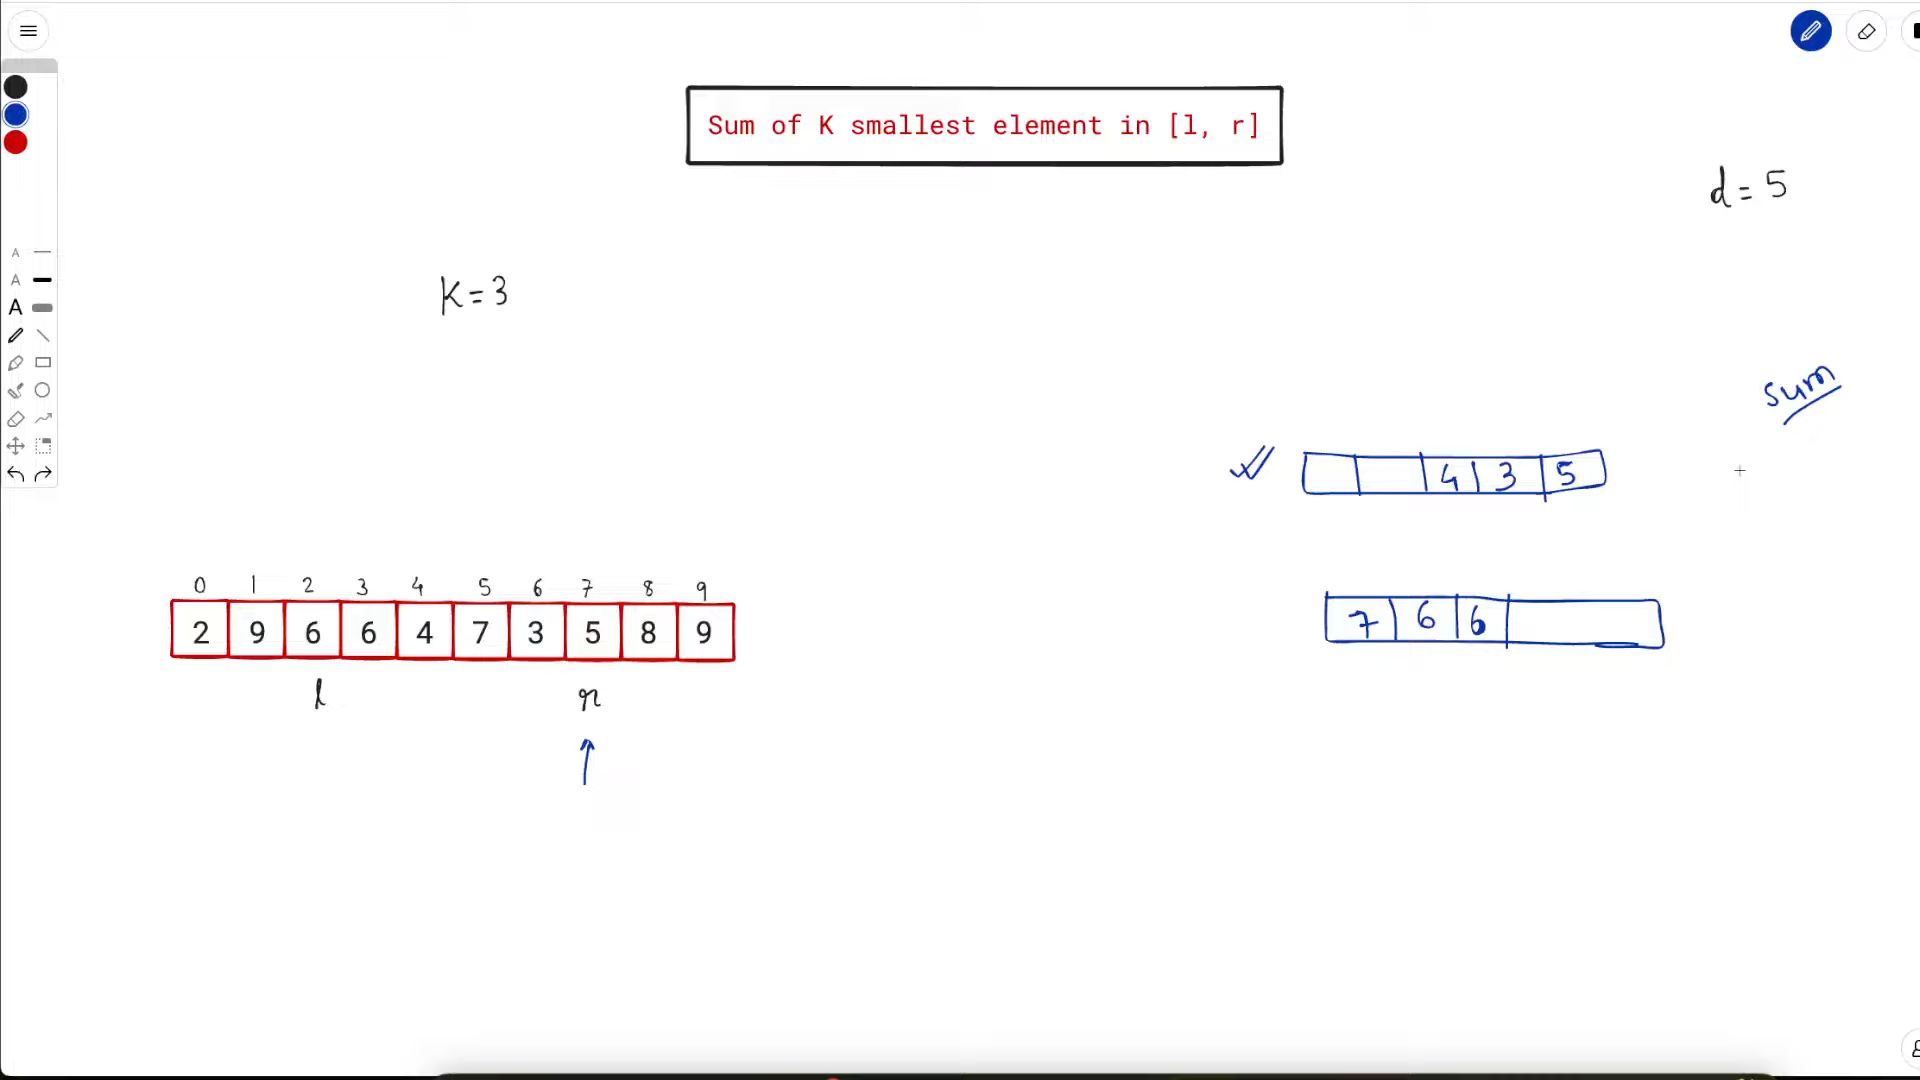 Sum of K smallest element in [l, r]
d = 5
K = 3
sum
4 3 5
0 1 2 3 4 5 6 7 8 9
2 9 6 6 4 7 3 5 8 9
7 6 6
l r
A
A
A